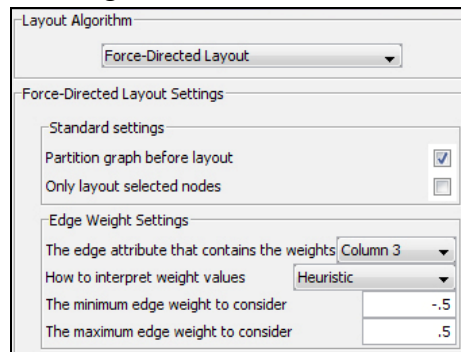 Layout Algorithm
Force-Directed Layout
Force-Directed Layout Settings
Standard settings
Partition graph before layout
Only layout selected nodes
Edge Weight Settings
The edge attribute that contains the weights Column 3
How to interpret weight values Heuristic
The minimum edge weight to consider -.5
The maximum edge weight to consider .5